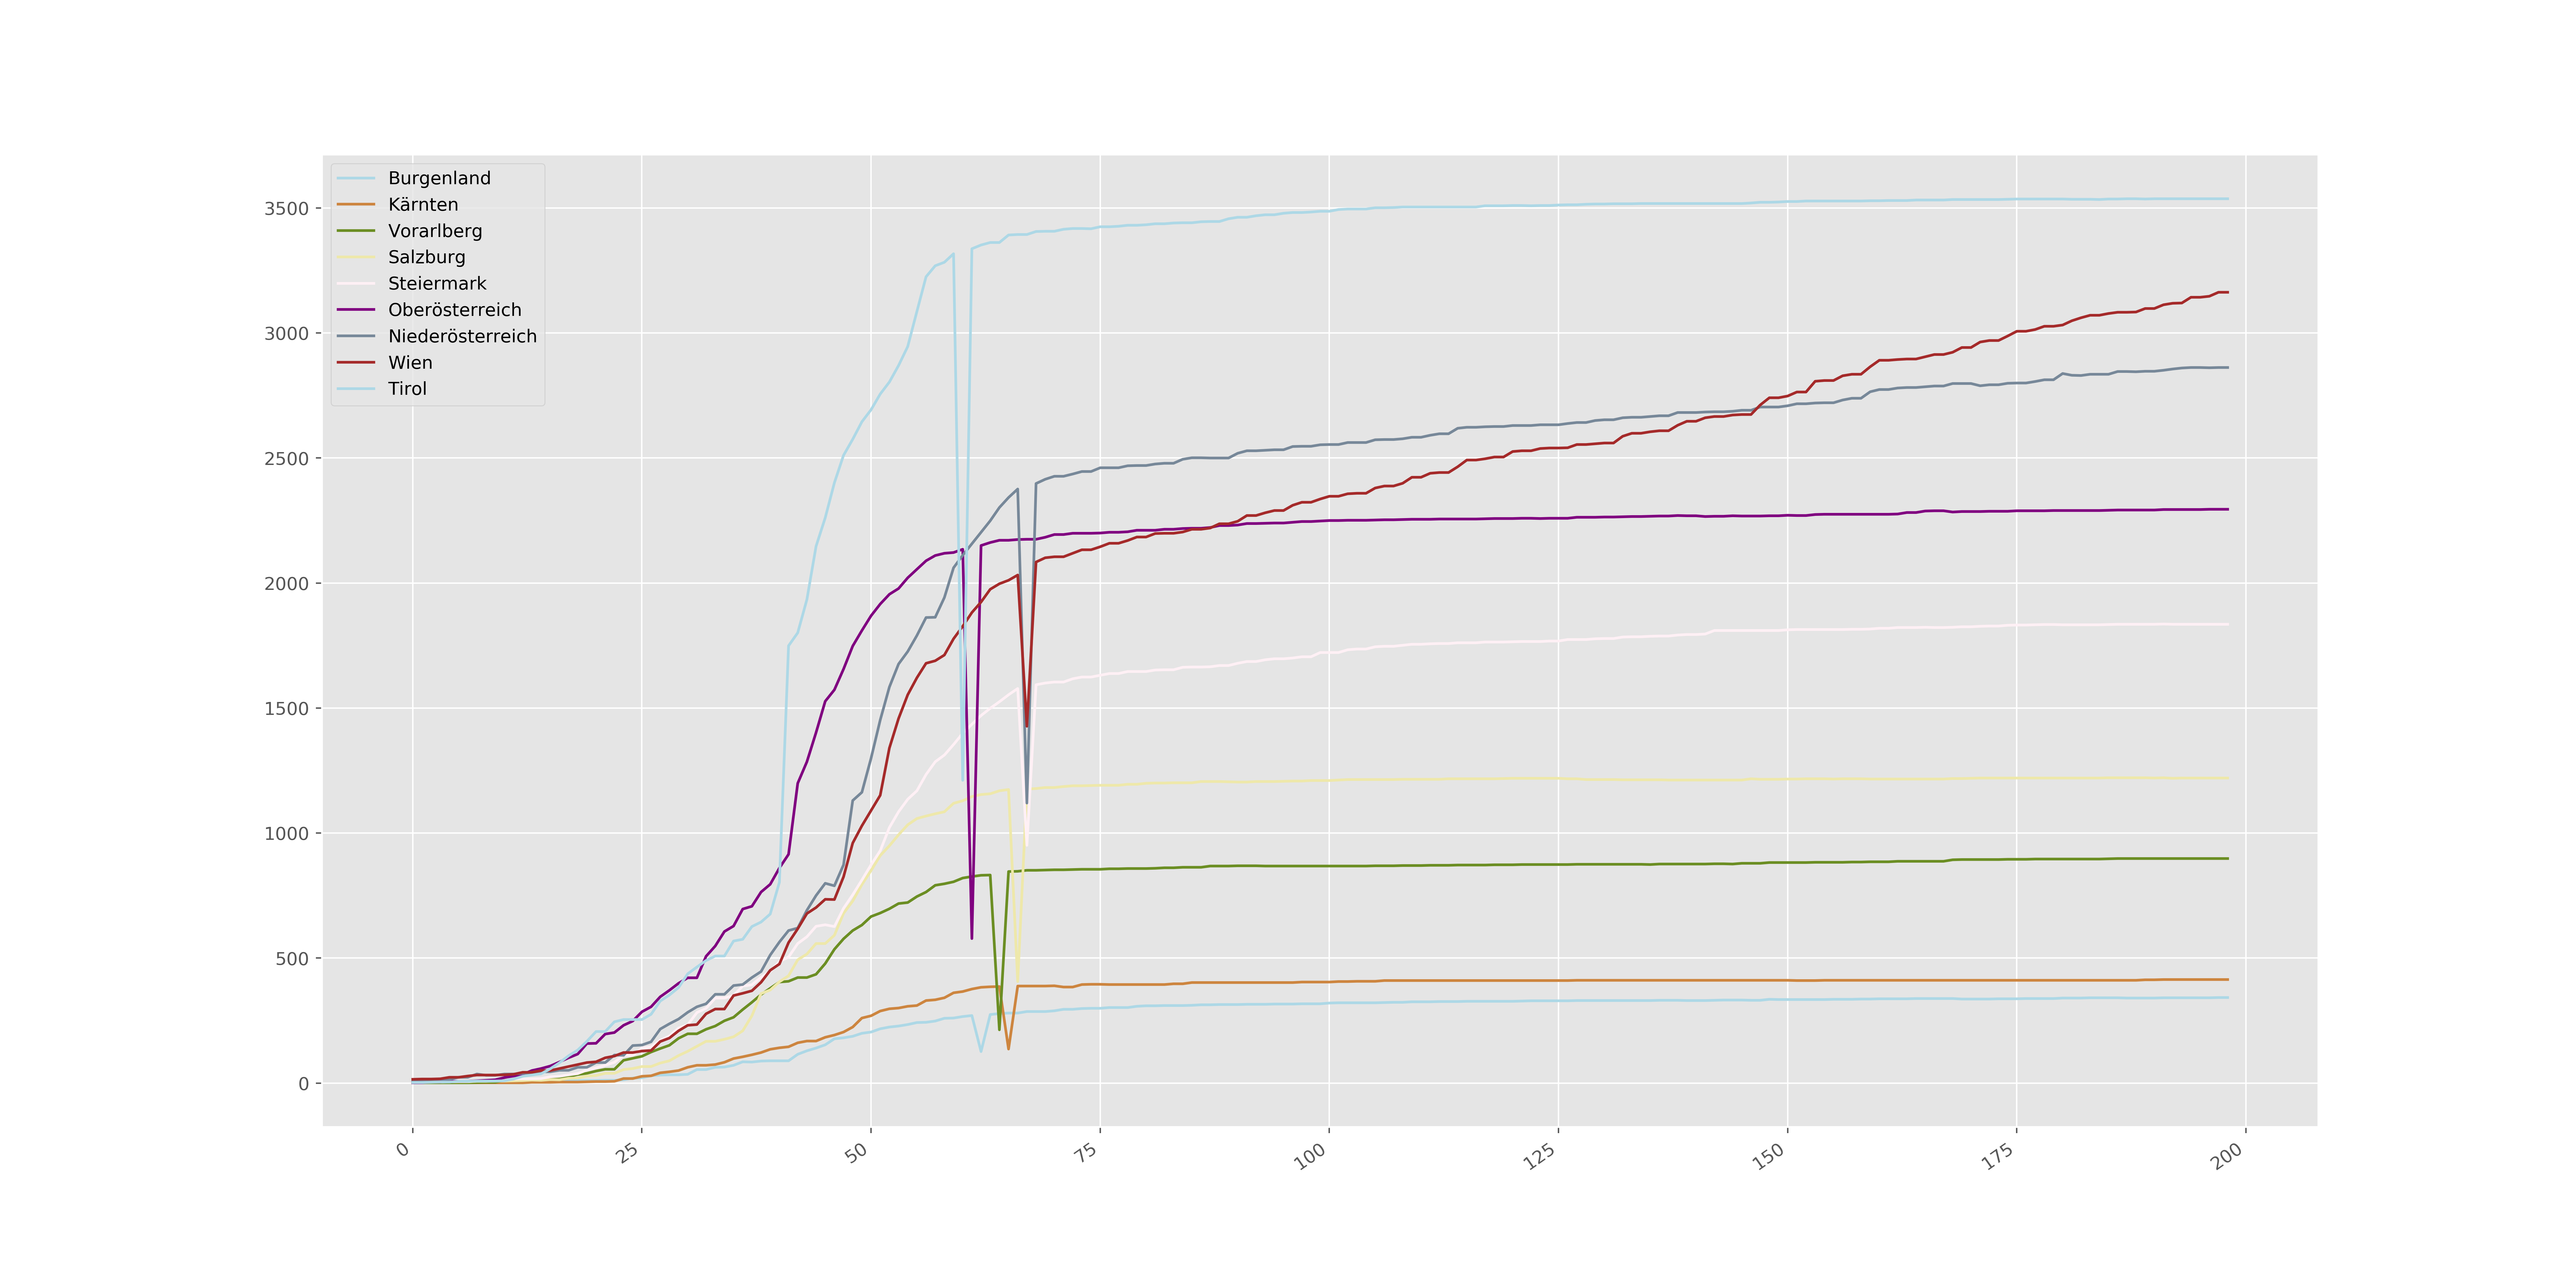 Burgenland
Kärnten
Vorarlberg
Salzburg
Steiermark
Oberösterreich
Niederösterreich
Wien
Tirol
3500
3000
2500
2000
1500
1000
500
0
0 25 50 75 100 125 150 175 200